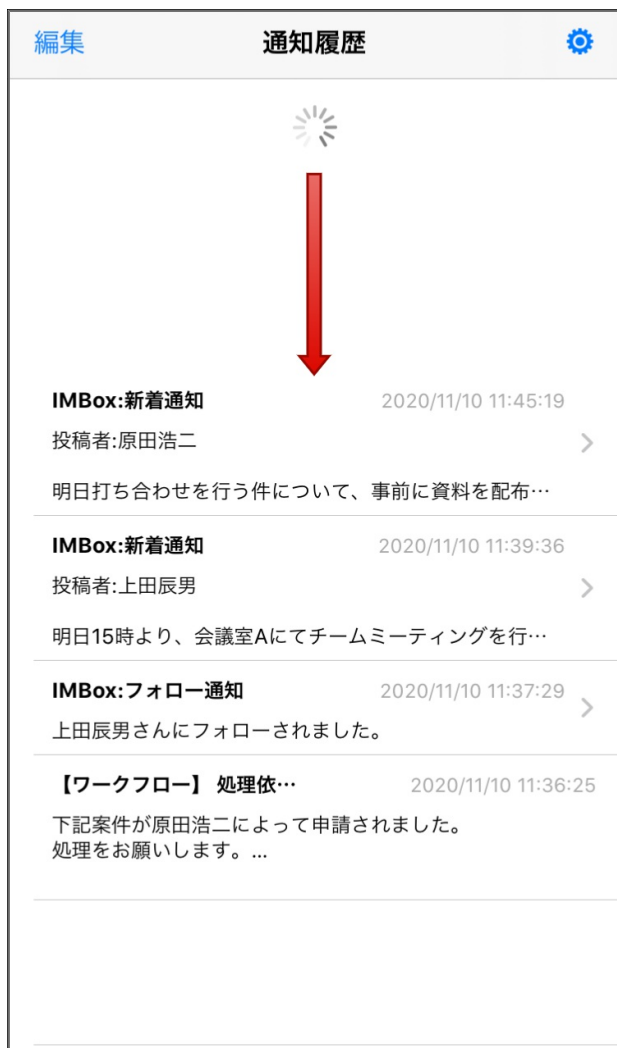 編集
通知履歴
IMBox:新着通知 2020/11/10 11:45:19
投稿者:原田浩二
明日打ち合わせを行う件について、事前に資料を配布…
IMBox:新着通知 2020/11/10 11:39:36
投稿者:上田辰男
明日15時より、会議室Aにてチームミーティングを行…
IMBox:フォロー通知 2020/11/10 11:37:29
上田辰男さんにフォローされました。
【ワークフロー】 処理依… 2020/11/10 11:36:25
下記案件が原田浩二によって申請されました。
処理をお願いします。...